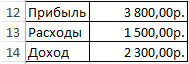 12 Прибыль 3 800,00р.
13 Расходы 1 500,00р.
14 Доход 2 300,00р.